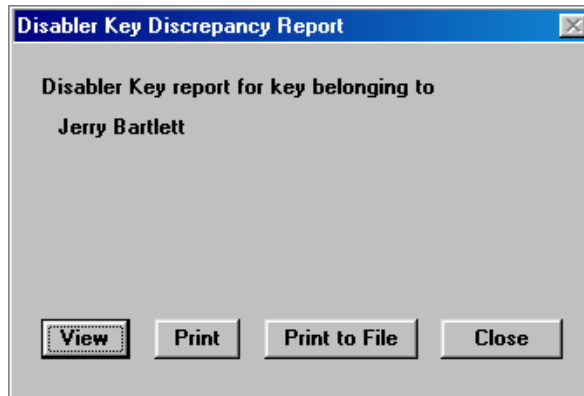 Disabler Key Discrepancy Report
Disabler Key report for key belonging to
Jerry Bartlett
View Print Print to File Close